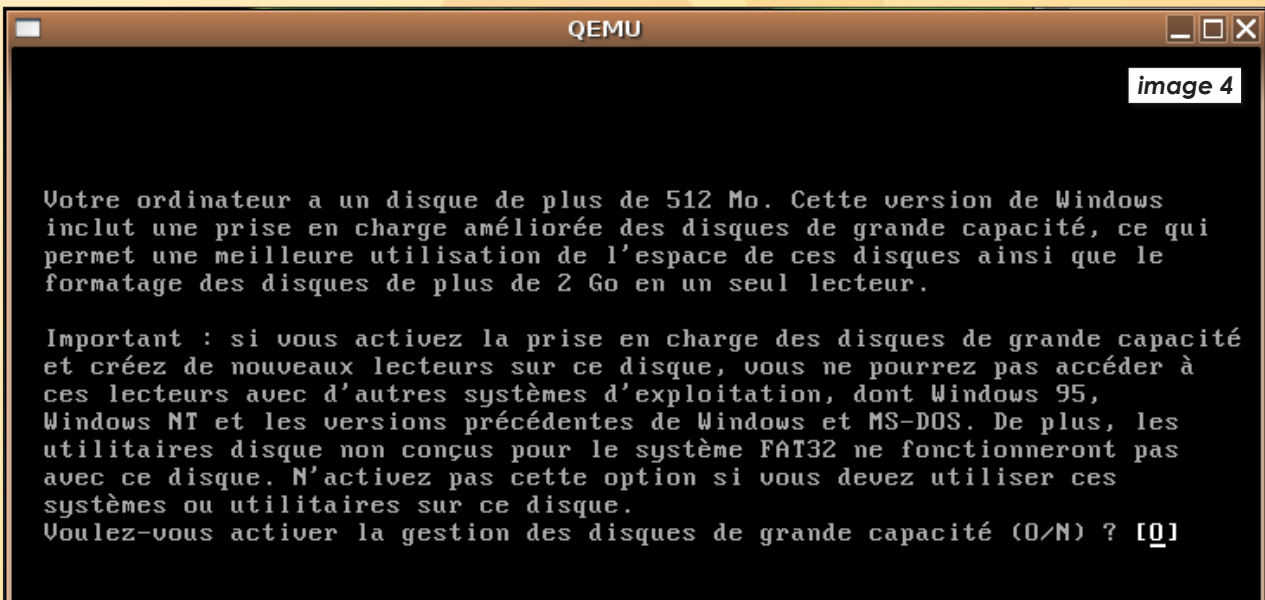 QEMU
image 4
Votre ordinateur a un disque de plus de 512 Mo. Cette version de Windows
inclut une prise en charge améliorée des disques de grande capacité, ce qui
permet une meilleure utilisation de l'espace de ces disques ainsi que le
formatage des disques de plus de 2 Go en un seul lecteur.
Important : si vous activez la prise en charge des disques de grande capacité
et créez de nouveaux lecteurs sur ce disque, vous ne pourrez pas accéder à
ces lecteurs avec d'autres systèmes d'exploitation, dont Windows 95,
Windows NT et les versions précédentes de Windows et MS-DOS. De plus, les
utilitaires disque non conçus pour le système FAT32 ne fonctionneront pas
avec ce disque. N'activez pas cette option si vous devez utiliser ces
systèmes ou utilitaires sur ce disque.
Voulez-vous activer la gestion des disques de grande capacité (O/N) ? [O]